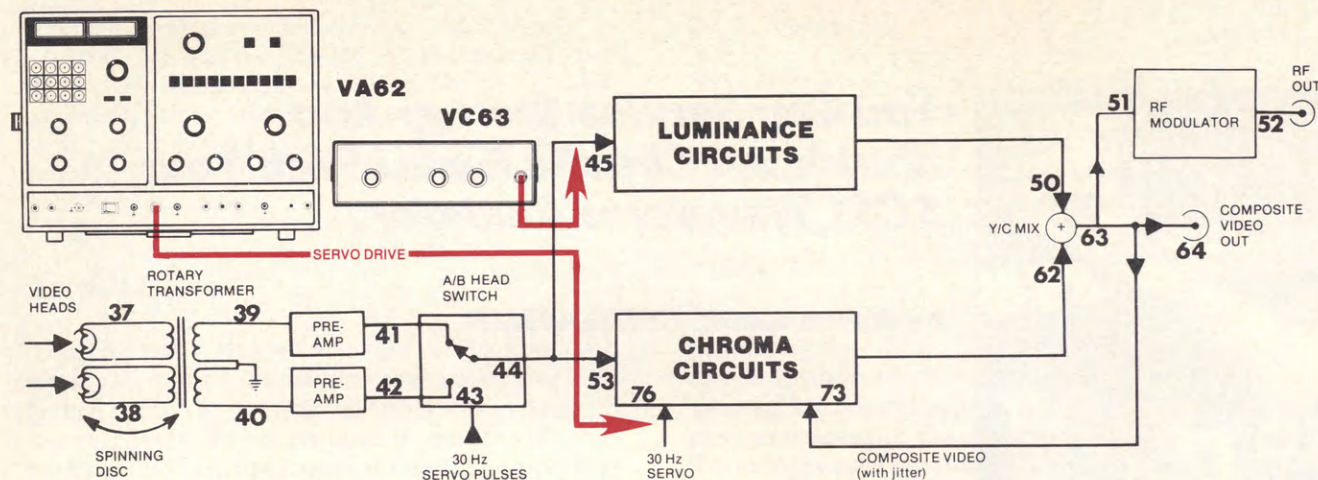 VA62
VC63
SERVO DRIVE
LUMINANCE
CIRCUITS
45
50
51
RF
MODULATOR
52
RF
OUT
Y/C MIX
+
63
62
64
COMPOSITE
VIDEO
OUT
VIDEO
HEADS
37
38
ROTARY
TRANSFORMER
39
40
SPINNING
DISC
PRE-
AMP
41
PRE-
AMP
42
A/B HEAD
SWITCH
44
43
30 Hz
SERVO PULSES
53
CHROMA
CIRCUITS
76
73
30 Hz
SERVO
COMPOSITE VIDEO
(with jitter)